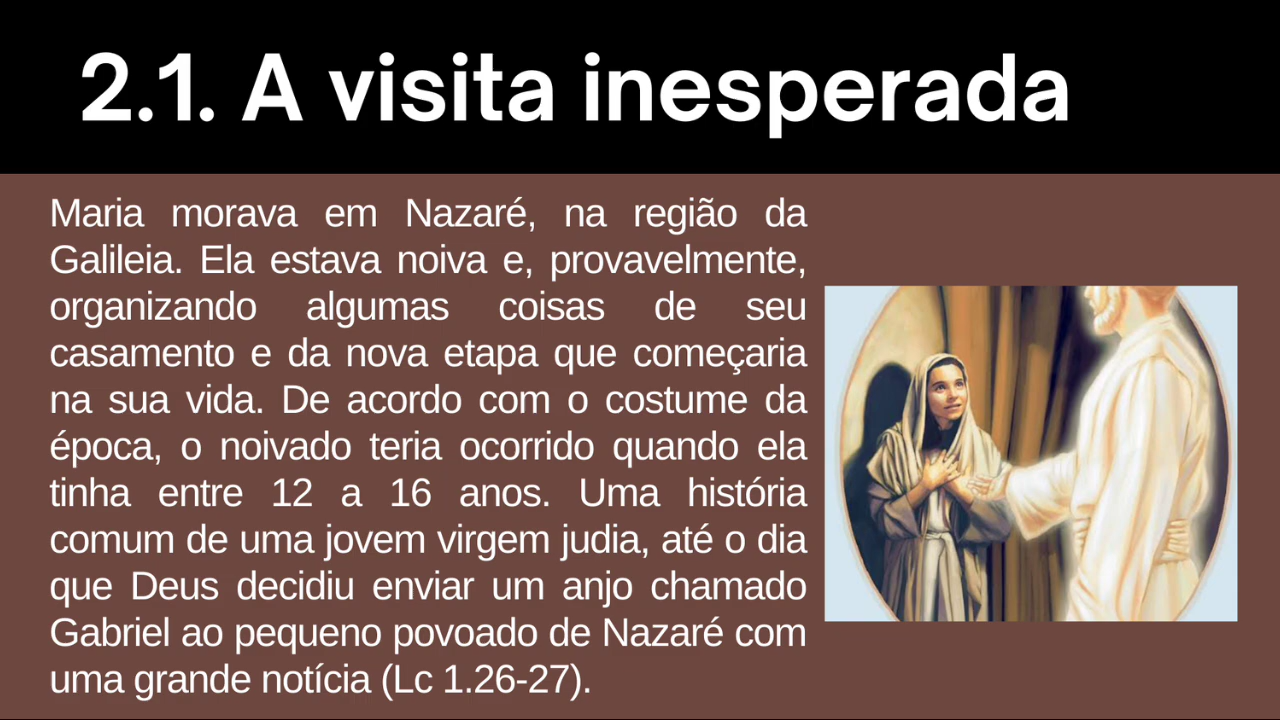 2.1. A visita inesperada
Maria morava em Nazaré, na região da
Galileia. Ela estava noiva e, provavelmente,
organizando algumas coisas de seu
casamento e da nova etapa que começaria
na sua vida. De acordo com o costume da
época, o noivado teria ocorrido quando ela
tinha entre 12 a 16 anos. Uma história
comum de uma jovem virgem judia, até o dia
que Deus decidiu enviar um anjo chamado
Gabriel ao pequeno povoado de Nazaré com
uma grande notícia (Lc 1.26-27).